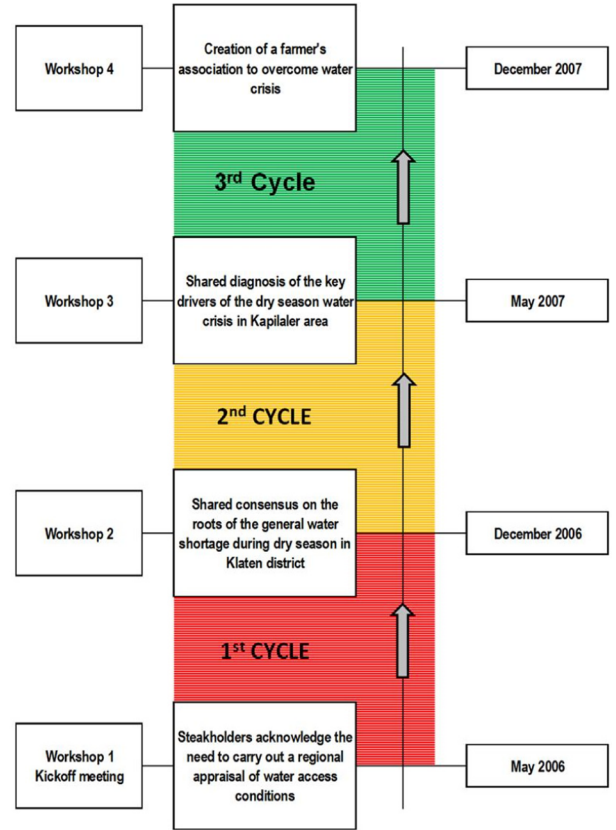 Workshop 4
Creation of a farmer's
association to overcome water
crisis
December 2007
3rd Cycle
Workshop 3
Shared diagnosis of the key
drivers of the dry season water
crisis in Kapilaler area
May 2007
2nd CYCLE
Workshop 2
Shared consensus on the
roots of the general water
shortage during dry season in
Klaten district
December 2006
1st CYCLE
Workshop 1
Kickoff meeting
Steakholders acknowledge the
need to carry out a regional
appraisal of water access
conditions
May 2006